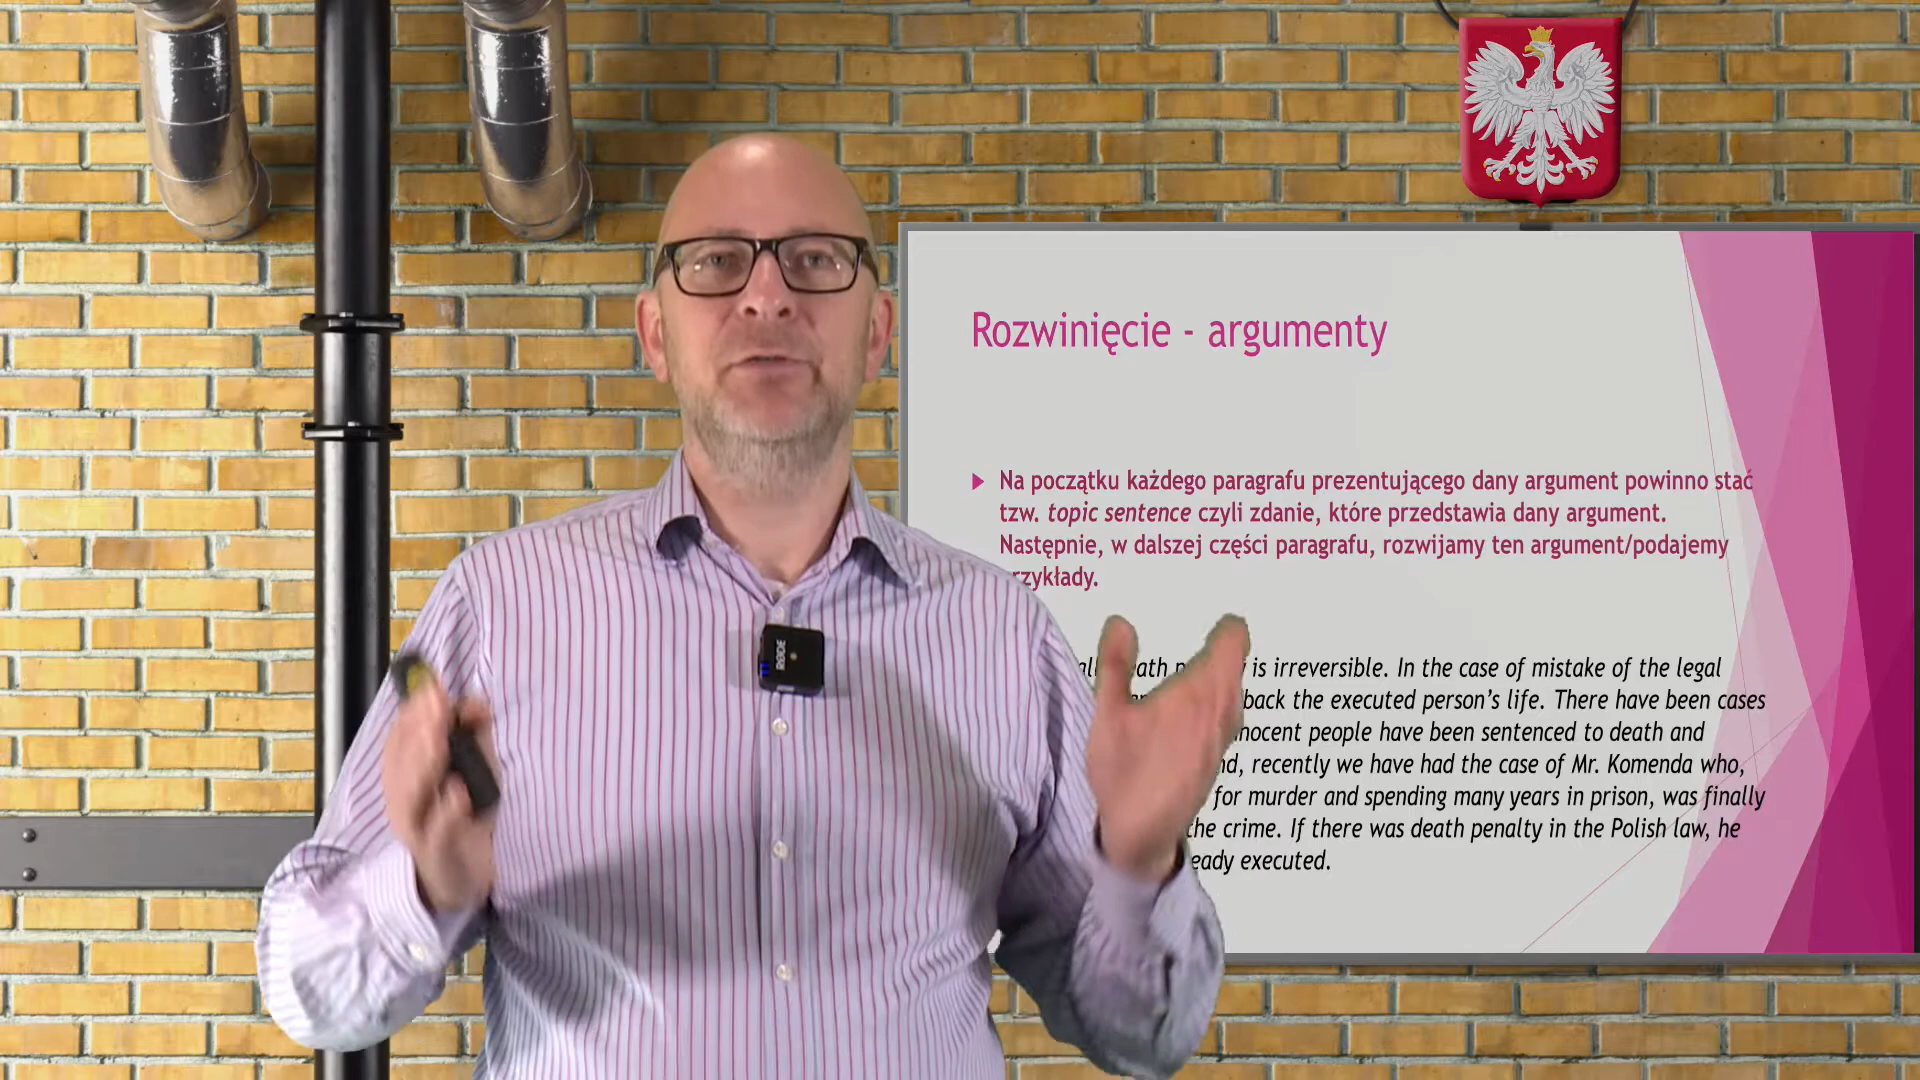 Rozwinięcie - argumenty
Na początku każdego paragrafu prezentującego dany argument powinno stać
tzw. topic sentence czyli zdanie, które przedstawia dany argument.
Następnie, w dalszej części paragrafu, rozwijamy ten argument/podajemy
rzykłady.
is irreversible. In the case of mistake of the legal
back the executed person's life. There have been cases
people have been sentenced to death and
recently we have had the case of Mr. Komenda who,
for murder and spending many years in prison, was finally
the crime. If there was death penalty in the Polish law, he
executed.
RØDE